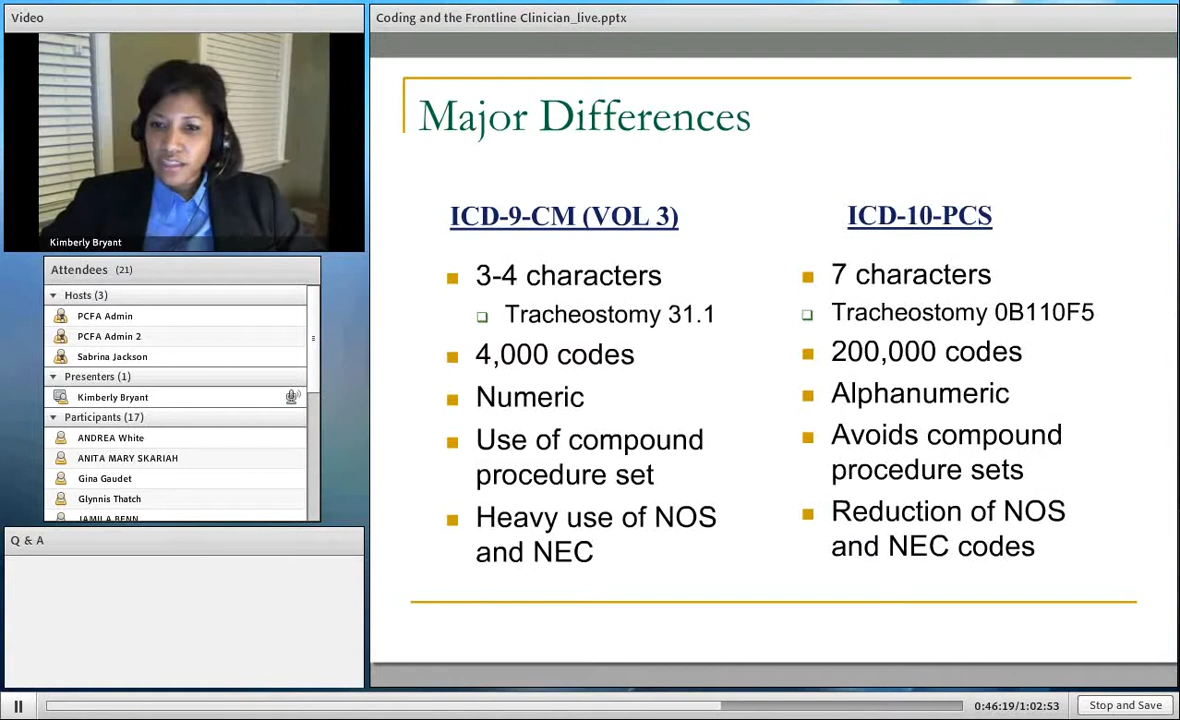 Video
Kimberly Bryant
Attendees (21)
Hosts (3)
PCFA Admin
PCFA Admin 2
Sabrina Jackson
Presenters (1)
Kimberly Bryant
Participants (17)
ANDREA White
ANITA MARY SKARIAH
Gina Gaudet
Glynnis Thatch
JAMILA BENN
Q & A
Coding and the Frontline Clinician_live.pptx
Major Differences
ICD-9-CM (VOL 3)
3-4 characters
Tracheostomy 31.1
4,000 codes
Numeric
Use of compound
procedure set
Heavy use of NOS
and NEC
ICD-10-PCS
7 characters
Tracheostomy 0B110F5
200,000 codes
Alphanumeric
Avoids compound
procedure sets
Reduction of NOS
and NEC codes
0:46:19/1:02:53
Stop and Save